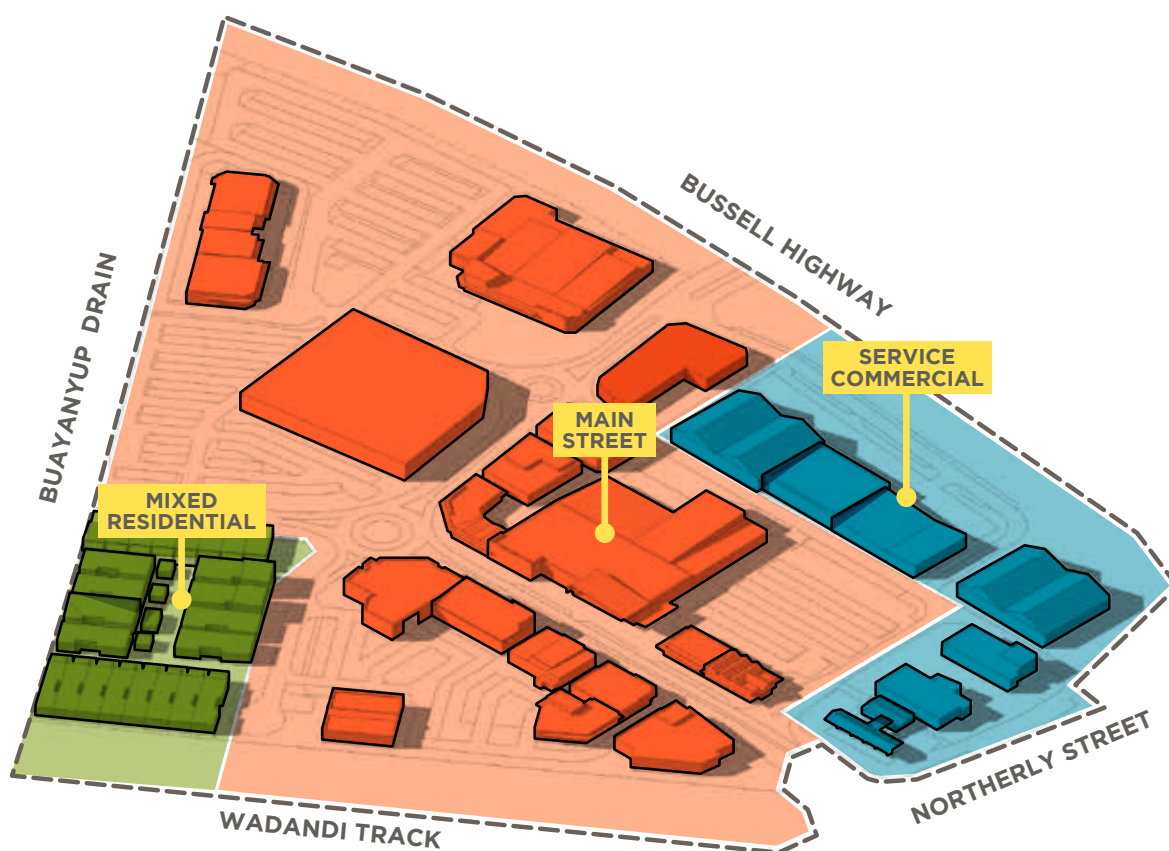 BUSSELL HIGHWAY
BUAYANYUP DRAIN
SERVICE
COMMERCIAL
MAIN
STREET
MIXED
RESIDENTIAL
NORTHERLY STREET
WADANDI TRACK